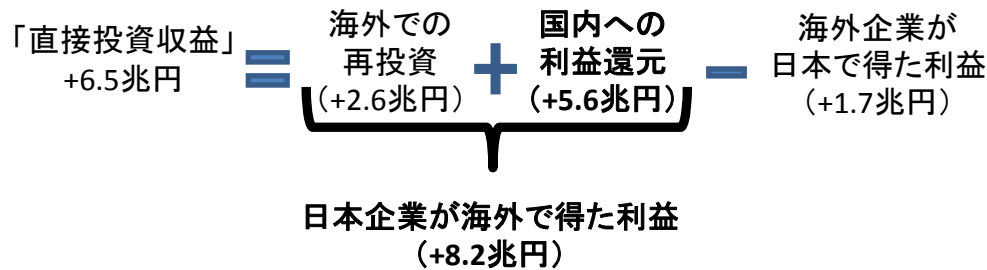 「直接投資収益」
+6.5兆円
=
海外での
再投資
（+2.6兆円）
+
国内への
利益還元
（+5.6兆円）
−
海外企業が
日本で得た利益
（+1.7兆円）
日本企業が海外で得た利益
（+8.2兆円）